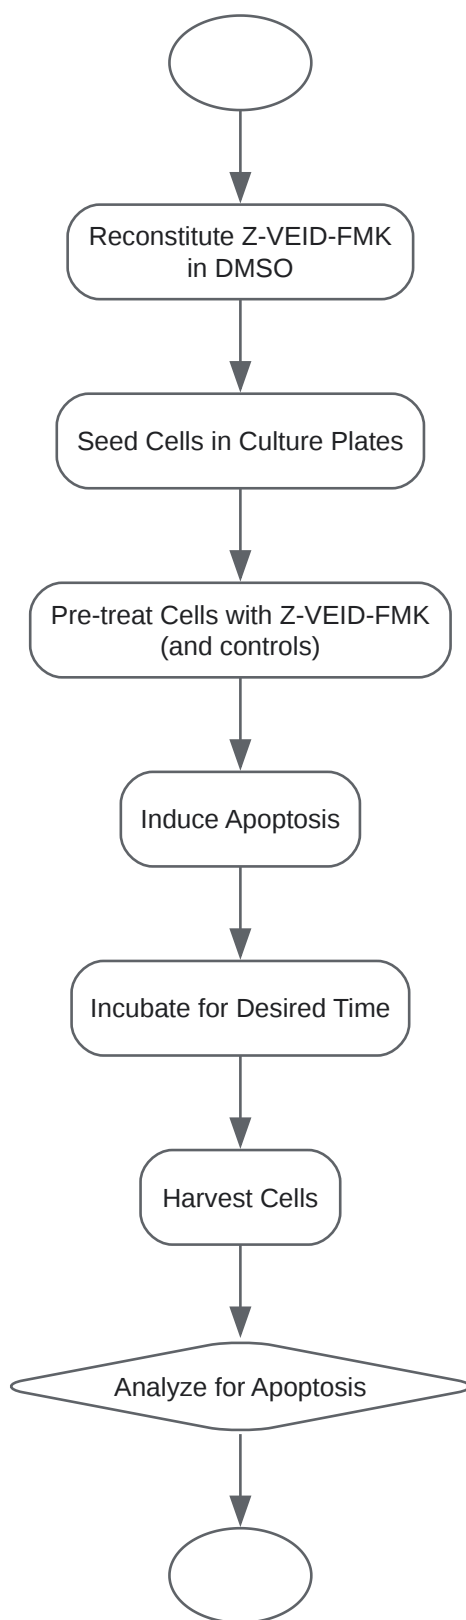 Reconstitute Z-VEID-FMK
in DMSO
Seed Cells in Culture Plates
Pre-treat Cells with Z-VEID-FMK
(and controls)
Induce Apoptosis
Incubate for Desired Time
Harvest Cells
Analyze for Apoptosis